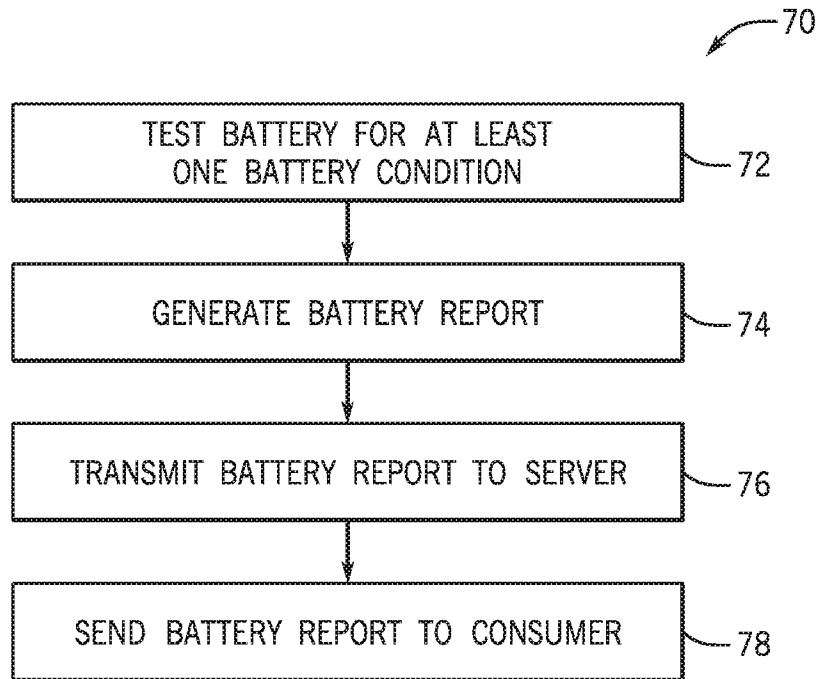 70
TEST BATTERY FOR AT LEAST
ONE BATTERY CONDITION
72
GENERATE BATTERY REPORT
74
TRANSMIT BATTERY REPORT TO SERVER
76
SEND BATTERY REPORT TO CONSUMER
78